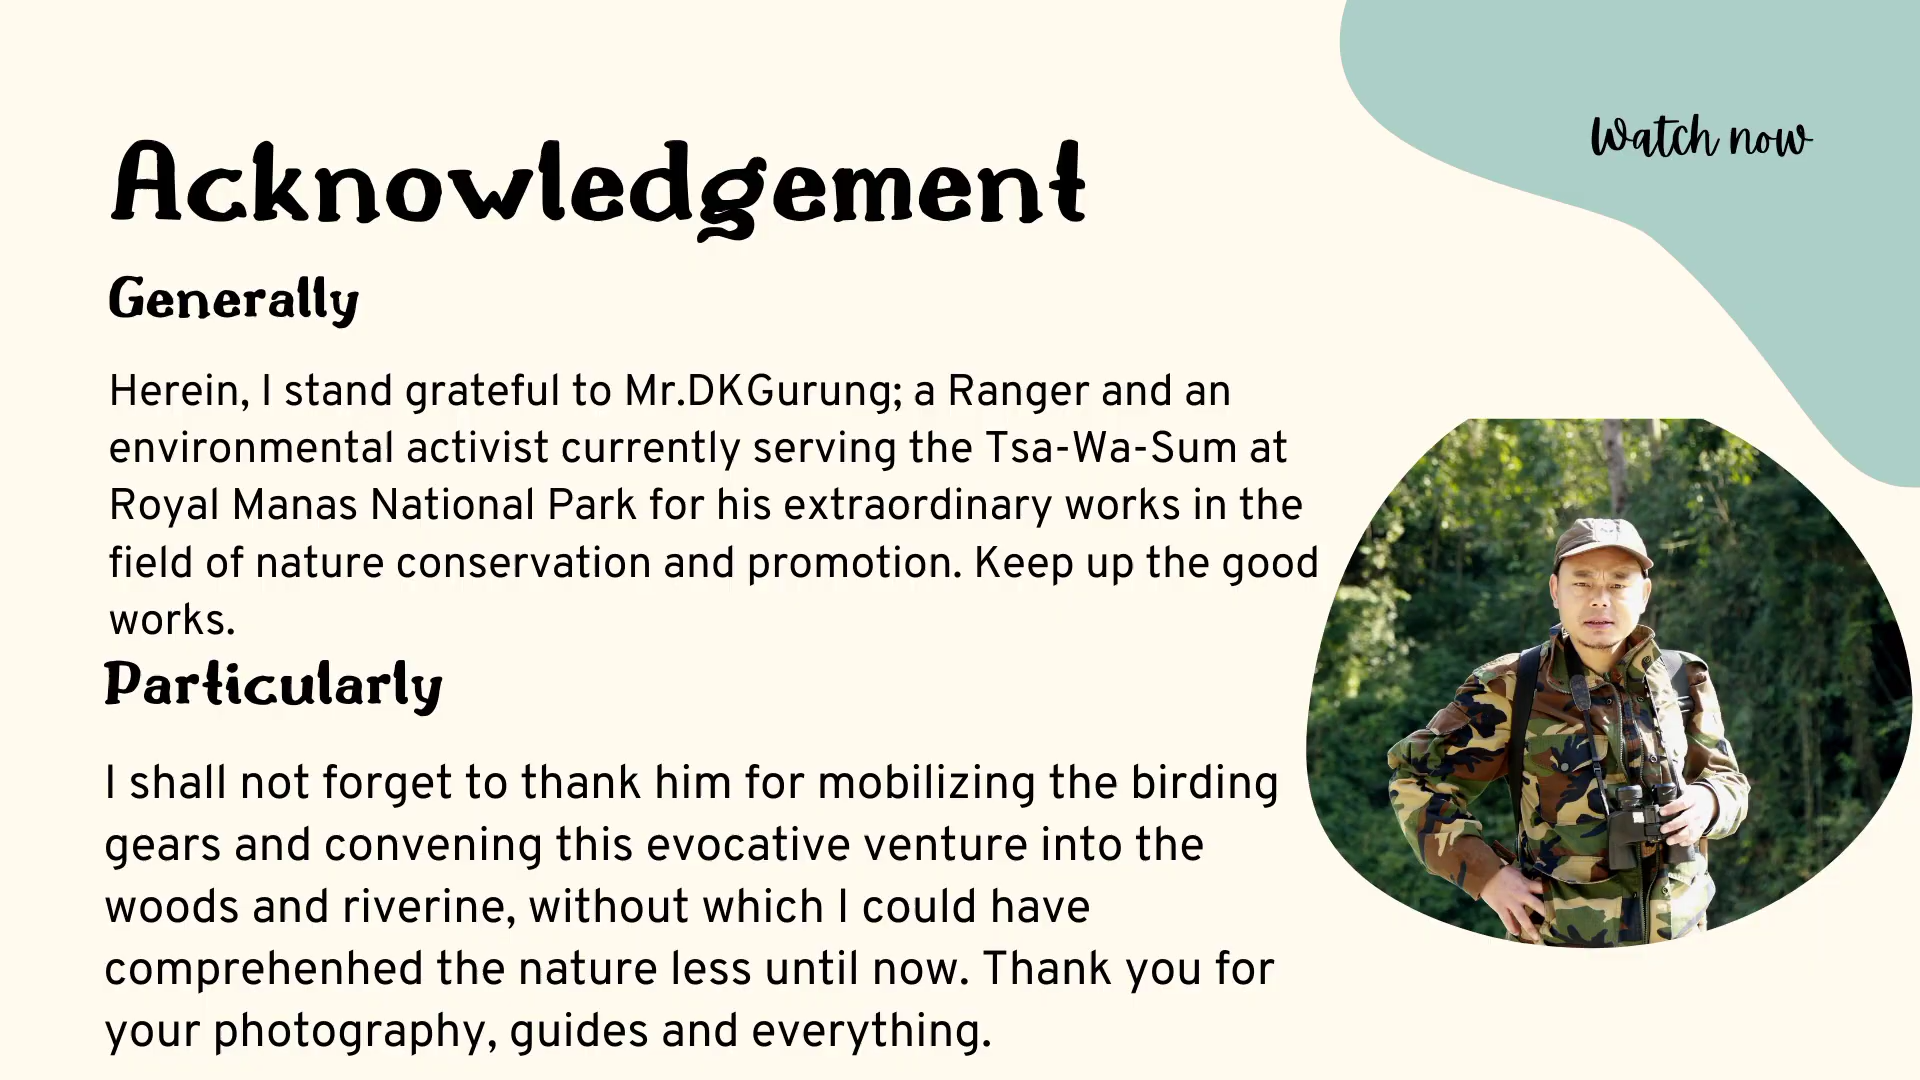 Watch now
Acknowledgement
Generally
Herein, I stand grateful to Mr.DKGurung; a Ranger and an
environmental activist currently serving the Tsa-Wa-Sum at
Royal Manas National Park for his extraordinary works in the
field of nature conservation and promotion. Keep up the good
works.
Particularly
I shall not forget to thank him for mobilizing the birding
gears and convening this evocative venture into the
woods and riverine, without which I could have
comprehenhed the nature less until now. Thank you for
your photography, guides and everything.